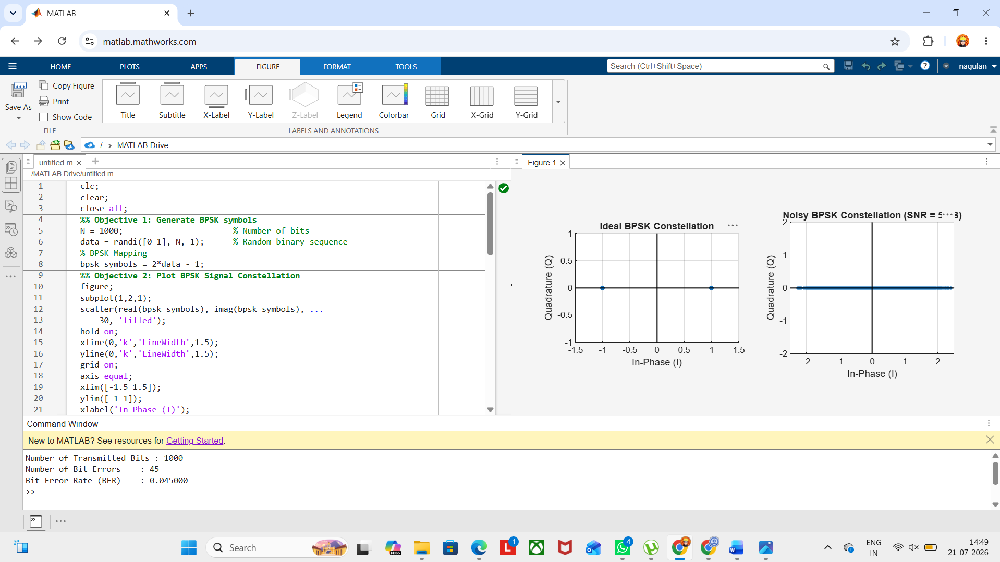 MATLAB
matlab.mathworks.com
HOME PLOTS APPS FIGURE FORMAT TOOLS
Search (Ctrl+Shift+Space)
nagulan
Save As
Copy Figure
Print
Show Code
FILE
Title Subtitle X-Label Y-Label Z-Label Legend Colorbar Grid X-Grid Y-Grid
LABELS AND ANNOTATIONS
/ › MATLAB Drive
untitled.m
/MATLAB Drive/untitled.m
1 clc;
2 clear;
3 close all;
4 %% Objective 1: Generate BPSK symbols
5 N = 1000; % Number of bits
6 data = randi([0 1], N, 1); % Random binary sequence
7 % BPSK Mapping
8 bpsk_symbols = 2*data - 1;
9 %% Objective 2: Plot BPSK Signal Constellation
10 figure;
11 subplot(1,2,1);
12 scatter(real(bpsk_symbols), imag(bpsk_symbols), ...
13 30, 'filled');
14 hold on;
15 xline(0,'k','LineWidth',1.5);
16 yline(0,'k','LineWidth',1.5);
17 grid on;
18 axis equal;
19 xlim([-1.5 1.5]);
20 ylim([-1 1]);
21 xlabel('In-Phase (I)');
Figure 1
Ideal BPSK Constellation
Quadrature (Q)
1
0.5
0
-0.5
-1
-1.5 -1 -0.5 0 0.5 1 1.5
In-Phase (I)
Noisy BPSK Constellation (SNR = 5
Quadrature (Q)
2
1
0
-1
-2
-2 -1 0 1 2
In-Phase (I)
Command Window
New to MATLAB? See resources for Getting Started.
Number of Transmitted Bits : 1000
Number of Bit Errors : 45
Bit Error Rate (BER) : 0.045000
>>
Search
M365
1
4
ENG
IN
14:49
21-07-2026